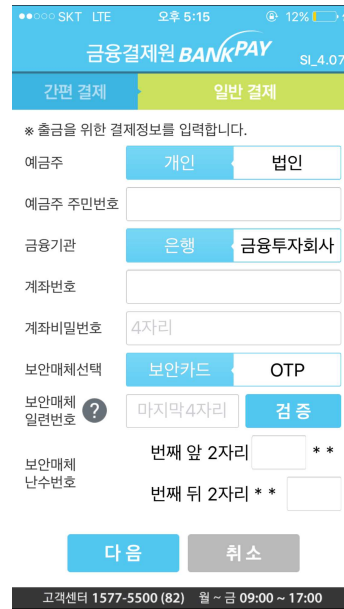 ●●○○○ SKT LTE 오후 5:15 12%
금융결제원 BANKPAY SI_4.07
간편 결제 일반 결제
※ 출금을 위한 결제정보를 입력합니다.
예금주 개인 법인
예금주 주민번호
금융기관 은행 금융투자회사
계좌번호
계좌비밀번호 4자리
보안매체선택 보안카드 OTP
보안매체
일련번호 ? 마지막4자리 검 증
보안매체
난수번호
번째 앞 2자리 * *
번째 뒤 2자리 * *
다 음 취 소
고객센터 1577-5500 (82) 월 ~ 금 09:00 ~ 17:00